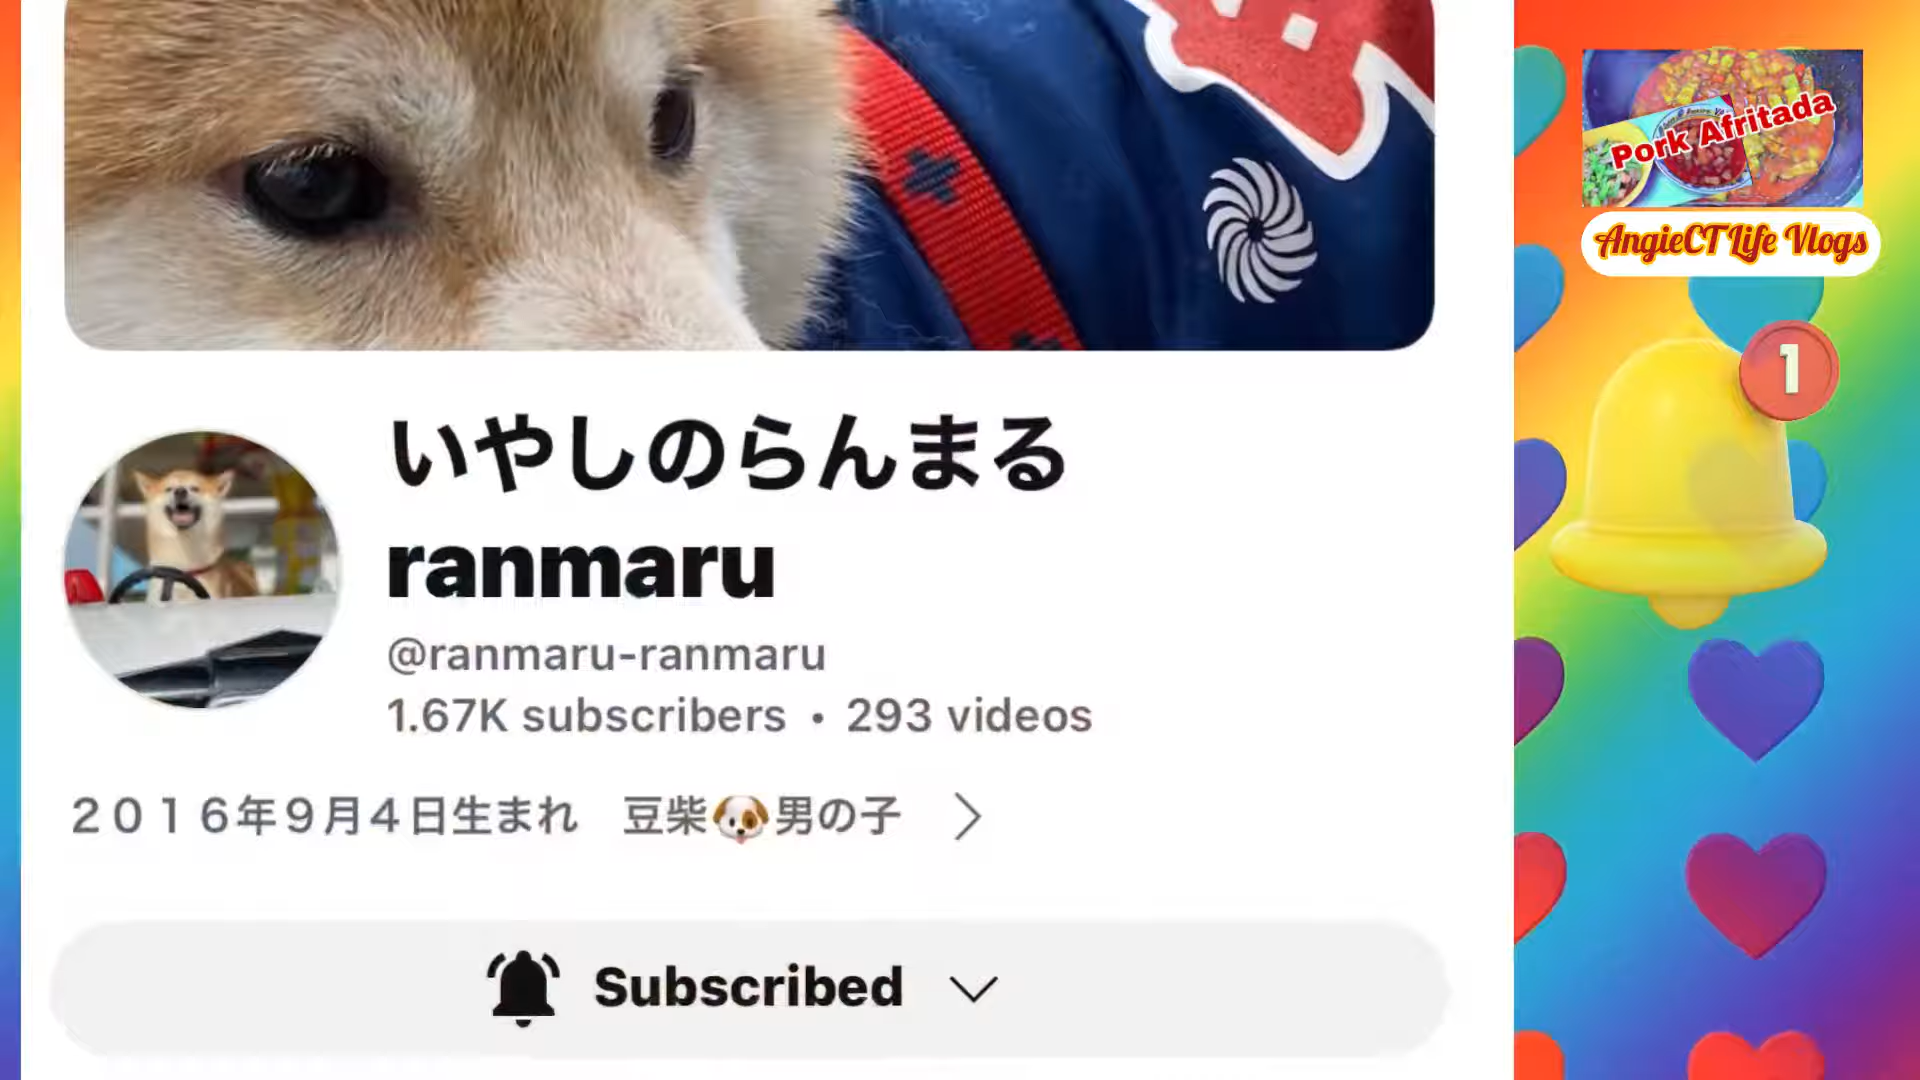 いやしのらんまる
ranmaru
@ranmaru-ranmaru
1.67K subscribers • 293 videos
２０１６年９月４日生まれ　豆柴🐶男の子
Subscribed
Pork Afritada
AngieCT Life Vlogs
1